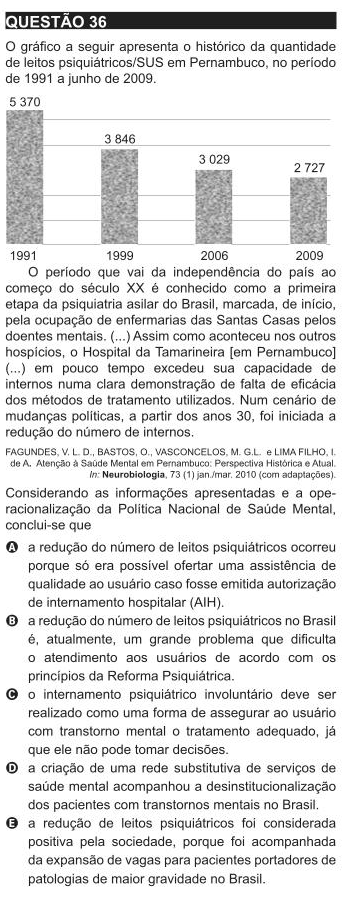 QUESTÃO 36
O gráfico a seguir apresenta o histórico da quantidade
de leitos psiquiátricos/SUS em Pernambuco, no período
de 1991 a junho de 2009.
5 370
3 846
3 029
2 727
1991 1999 2006 2009
O período que vai da independência do país ao
começo do século XX é conhecido como a primeira
etapa da psiquiatria asilar do Brasil, marcada, de início,
pela ocupação de enfermarias das Santas Casas pelos
doentes mentais. (...) Assim como aconteceu nos outros
hospícios, o Hospital da Tamarineira [em Pernambuco]
(...) em pouco tempo excedeu sua capacidade de
internos numa clara demonstração de falta de eficácia
dos métodos de tratamento utilizados. Num cenário de
mudanças políticas, a partir dos anos 30, foi iniciada a
redução do número de internos.
FAGUNDES, V. L. D., BASTOS, O., VASCONCELOS, M. G.L. e LIMA FILHO, I.
de A. Atenção à Saúde Mental em Pernambuco: Perspectiva Histórica e Atual.
In: Neurobiologia, 73 (1) jan./mar. 2010 (com adaptações).
Considerando as informações apresentadas e a ope-
racionalização da Política Nacional de Saúde Mental,
conclui-se que
A a redução do número de leitos psiquiátricos ocorreu
porque só era possível ofertar uma assistência de
qualidade ao usuário caso fosse emitida autorização
de internamento hospitalar (AIH).
B a redução do número de leitos psiquiátricos no Brasil
é, atualmente, um grande problema que dificulta
o atendimento aos usuários de acordo com os
princípios da Reforma Psiquiátrica.
C o internamento psiquiátrico involuntário deve ser
realizado como uma forma de assegurar ao usuário
com transtorno mental o tratamento adequado, já
que ele não pode tomar decisões.
D a criação de uma rede substitutiva de serviços de
saúde mental acompanhou a desinstitucionalização
dos pacientes com transtornos mentais no Brasil.
E a redução de leitos psiquiátricos foi considerada
positiva pela sociedade, porque foi acompanhada
da expansão de vagas para pacientes portadores de
patologias de maior gravidade no Brasil.